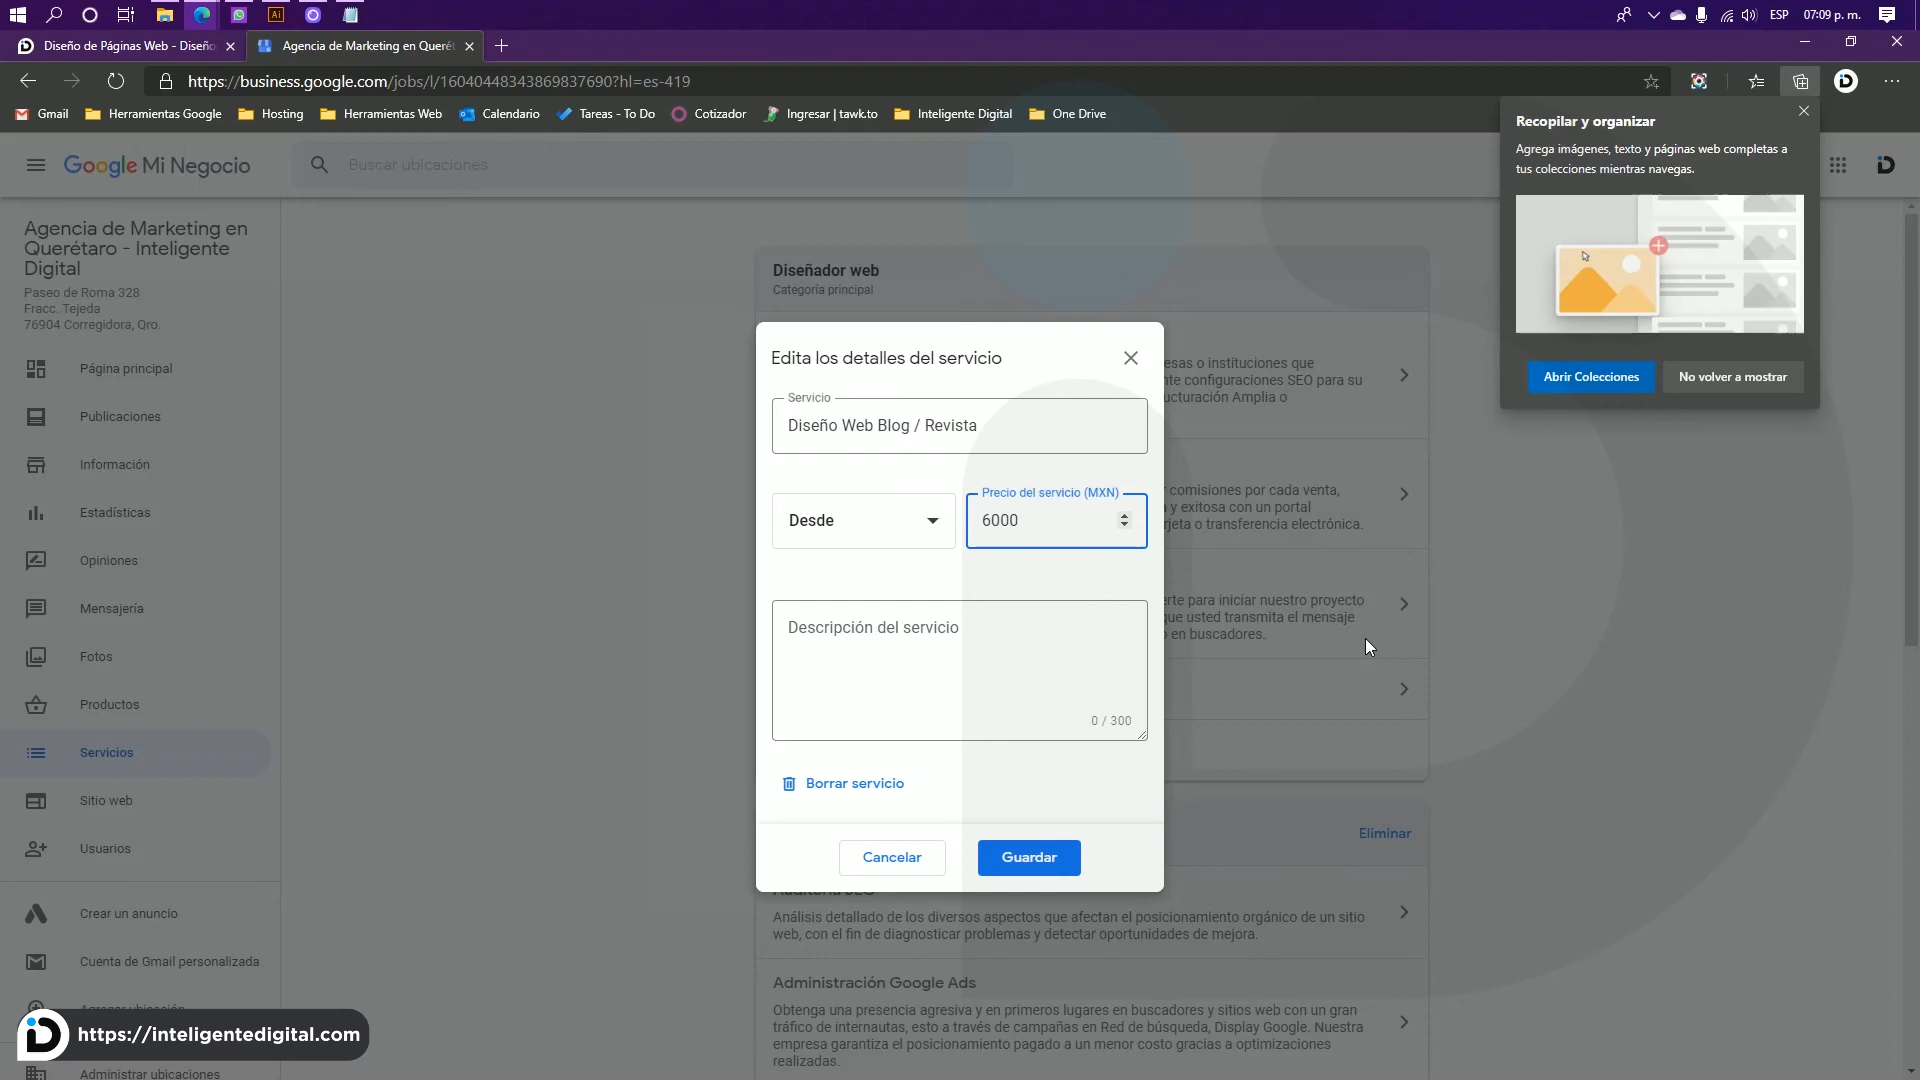 ESP
07:09 p. m.
Diseño de Páginas Web - Diseño
Agencia de Marketing en Queré
https://business.google.com/jobs/l/16040448343869837690?hl=es-419
Gmail
Herramientas Google
Hosting
Herramientas Web
Calendario
Tareas - To Do
Cotizador
Ingresar | tawk.to
Inteligente Digital
One Drive
Recopilar y organizar
Agrega imágenes, texto y páginas web completas a
tus colecciones mientras navegas.
Abrir Colecciones
No volver a mostrar
Google Mi Negocio
Buscar ubicaciones
Agencia de Marketing en
Querétaro - Inteligente
Digital
Paseo de Roma 328
Fracc. Tejeda
76904 Corregidora, Qro.
Página principal
Publicaciones
Información
Estadísticas
Opiniones
Mensajería
Fotos
Productos
Servicios
Sitio web
Usuarios
Crear un anuncio
Cuenta de Gmail personalizada
Administrar ubicaciones
Diseñador web
Categoría principal
esas o instituciones que
nte configuraciones SEO para su
ucturación Amplia o
r comisiones por cada venta,
a y exitosa con un portal
rjeta o transferencia electrónica.
erte para iniciar nuestro proyecto
que usted transmita el mensaje
o en buscadores.
Edita los detalles del servicio
Servicio
Diseño Web Blog / Revista
Desde
Precio del servicio (MXN)
6000
Descripción del servicio
0 / 300
Borrar servicio
Cancelar
Guardar
Eliminar
Auditoría SEO
Análisis detallado de los diversos aspectos que afectan el posicionamiento orgánico de un sitio
web, con el fin de diagnosticar problemas y detectar oportunidades de mejora.
Administración Google Ads
Obtenga una presencia agresiva y en primeros lugares en buscadores y sitios web con un gran
tráfico de internautas, esto a través de campañas en Red de búsqueda, Display Google. Nuestra
empresa garantiza el posicionamiento pagado a un menor costo gracias a optimizaciones
realizadas.
https://inteligentedigital.com